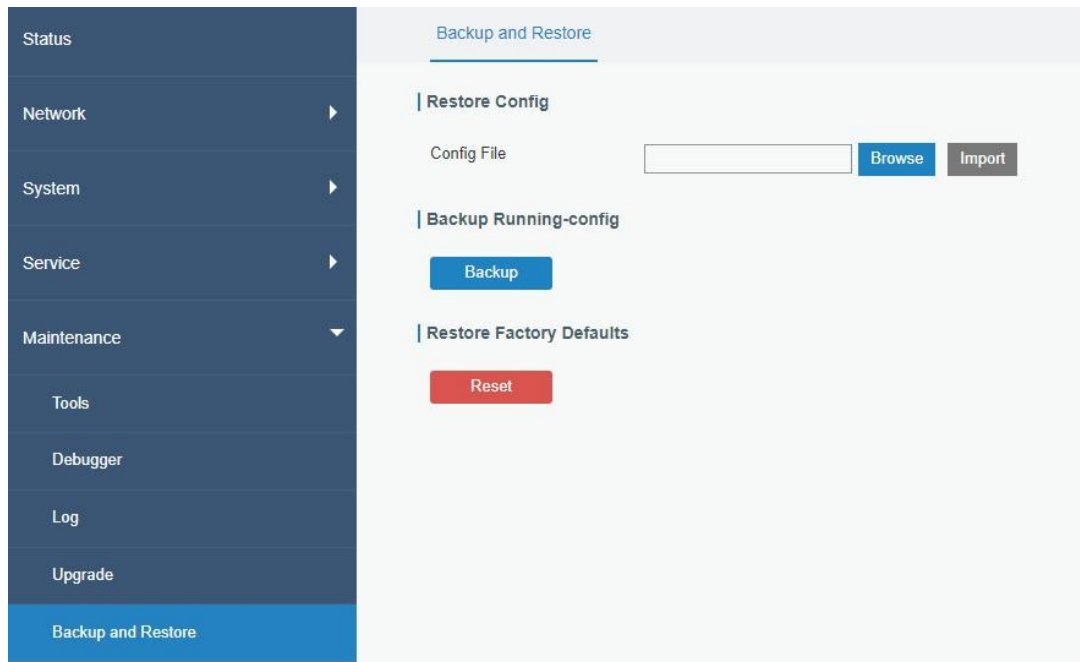 Status
Network
System
Service
Maintenance
Tools
Debugger
Log
Upgrade
Backup and Restore
Backup and Restore
Restore Config
Config File Browse Import
Backup Running-config
Backup
Restore Factory Defaults
Reset